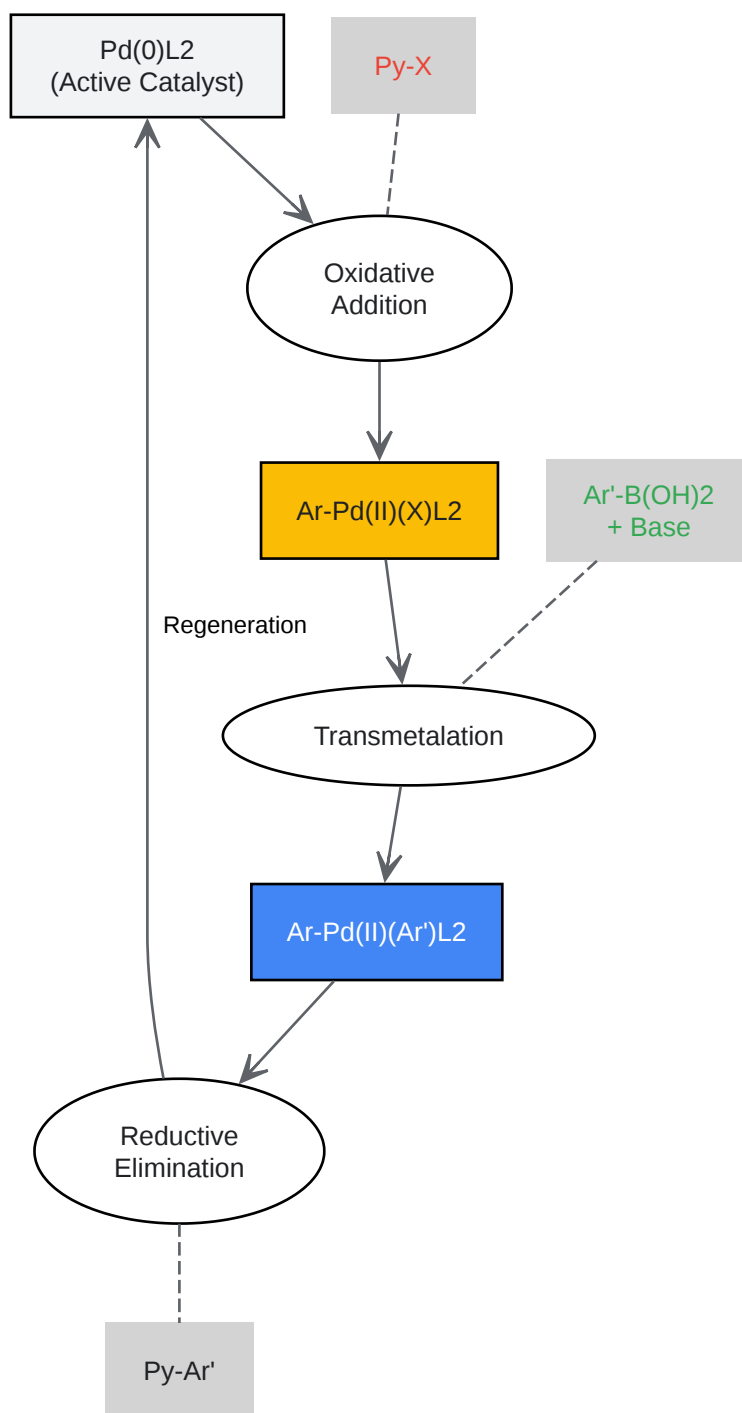 Pd(0)L2
(Active Catalyst)
Py-X
Oxidative
Addition
Ar-Pd(II)(X)L2
Ar'-B(OH)2
+ Base
Regeneration
Transmetalation
Ar-Pd(II)(Ar')L2
Reductive
Elimination
Py-Ar'